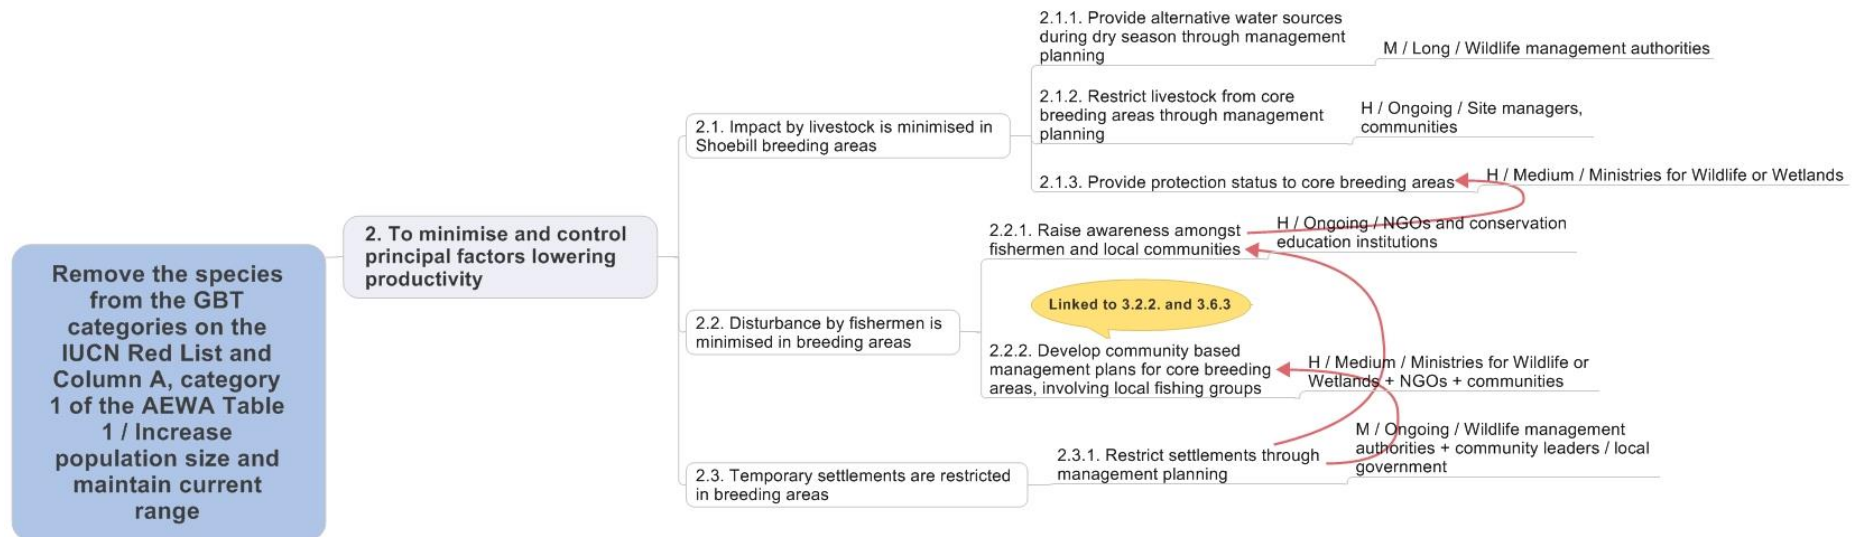 Remove the species
from the GBT
categories on the
IUCN Red List and
Column A, category
1 of the AEWA Table
1 / Increase
population size and
maintain current
range
2. To minimise and control
principal factors lowering
productivity
2.1. Impact by livestock is minimised in
Shoebill breeding areas
2.1.1. Provide alternative water sources
during dry season through management
planning
M / Long / Wildlife management authorities
2.1.2. Restrict livestock from core
breeding areas through management
planning
H / Ongoing / Site managers,
communities
2.1.3. Provide protection status to core breeding areas
H / Medium / Ministries for Wildlife or Wetlands
2.2. Disturbance by fishermen is
minimised in breeding areas
2.2.1. Raise awareness amongst
fishermen and local communities
H / Ongoing / NGOs and conservation
education institutions
Linked to 3.2.2. and 3.6.3
2.2.2. Develop community based
management plans for core breeding
areas, involving local fishing groups
H / Medium / Ministries for Wildlife or
Wetlands + NGOs + communities
2.3. Temporary settlements are restricted
in breeding areas
2.3.1. Restrict settlements through
management planning
M / Ongoing / Wildlife management
authorities + community leaders / local
government